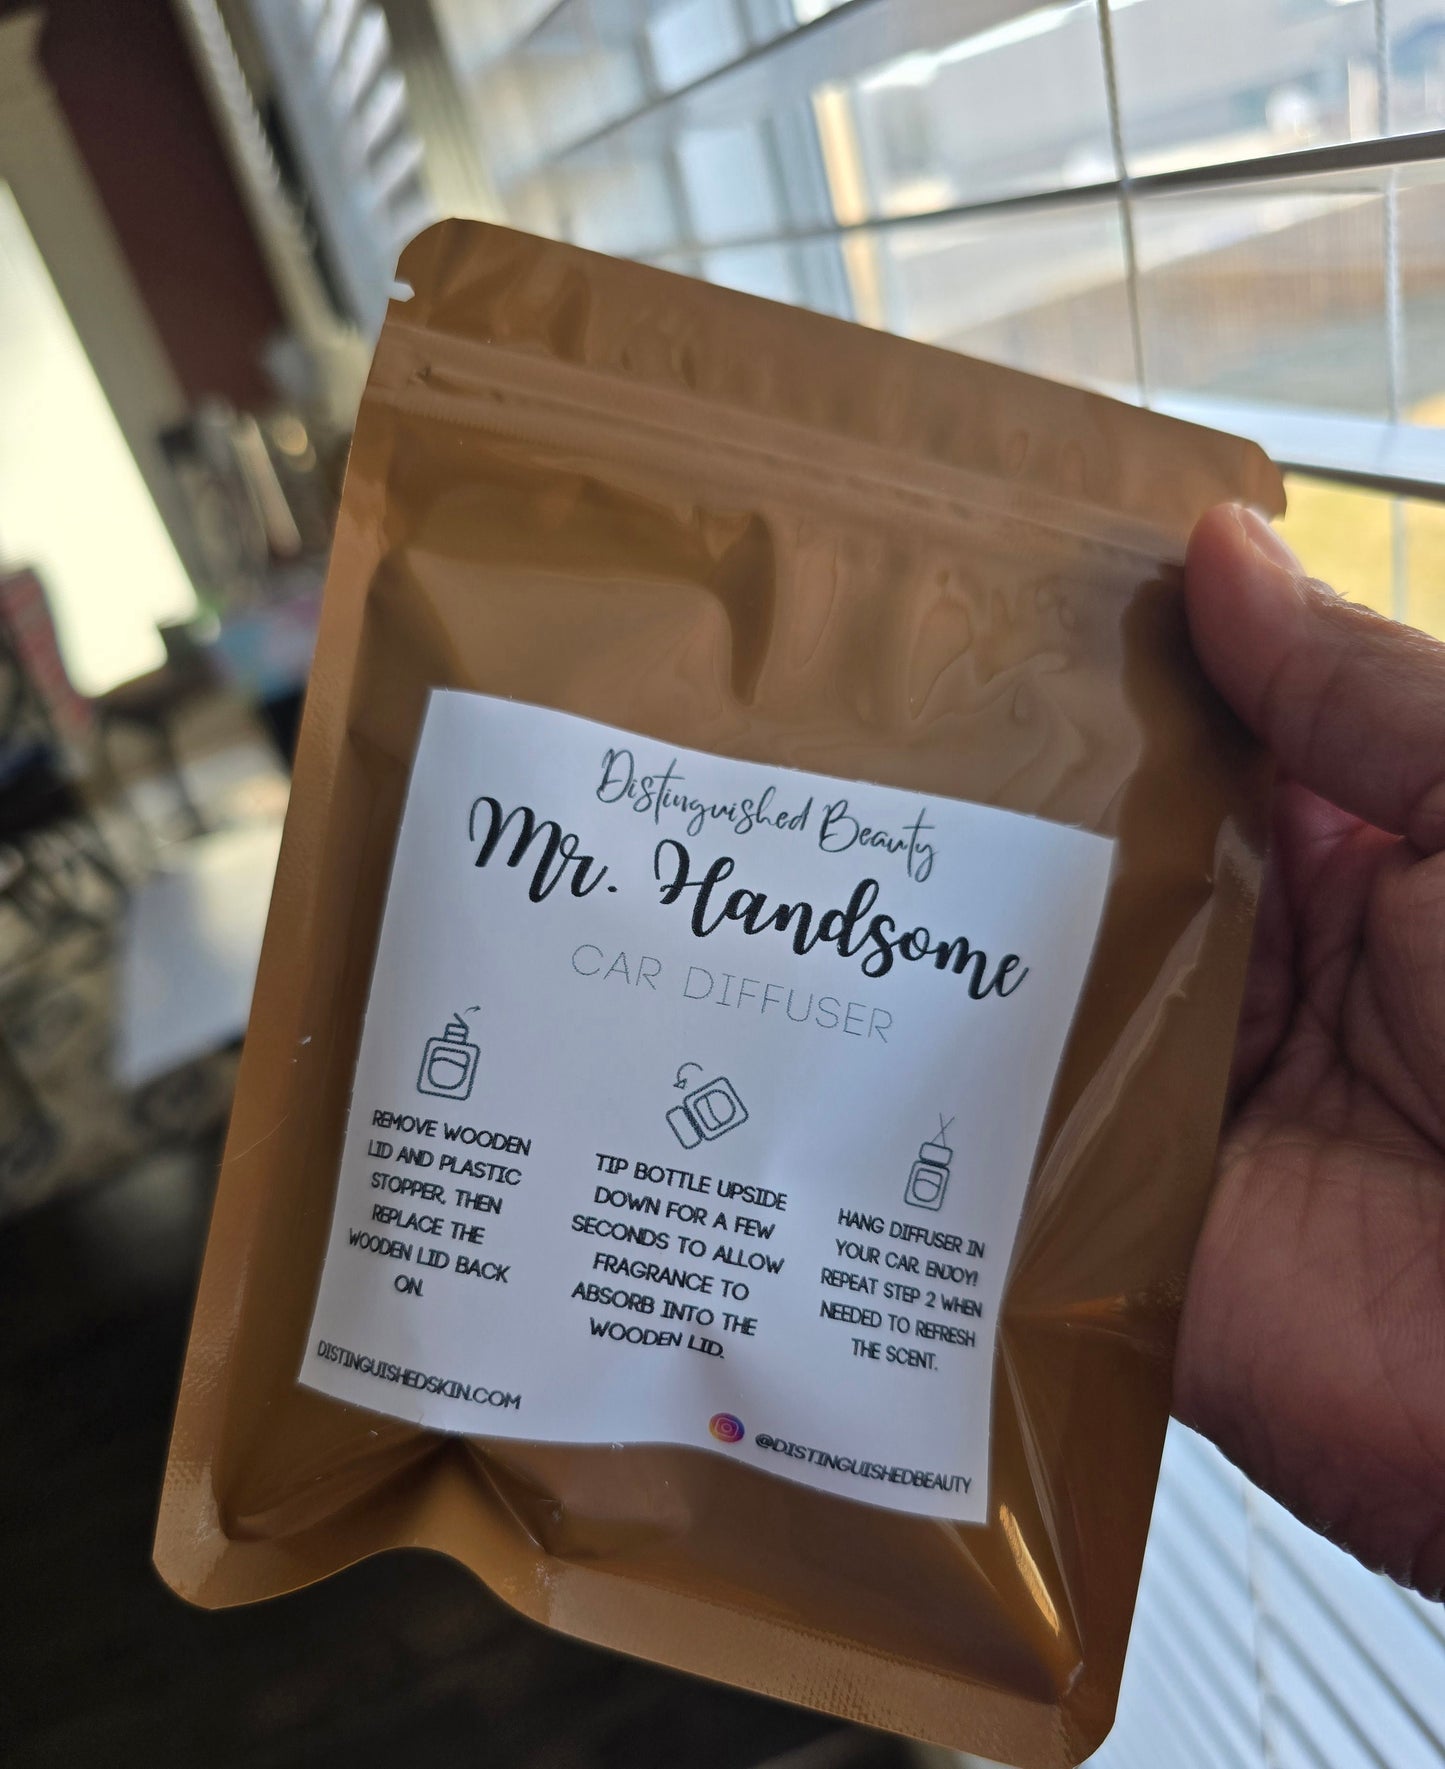 Distinguished Beauty
Mr. Handsome
CAR DIFFUSER
REMOVE WOODEN
LID AND PLASTIC
STOPPER, THEN
REPLACE THE
WOODEN LID BACK
ON.
TIP BOTTLE UPSIDE
DOWN FOR A FEW
SECONDS TO ALLOW
FRAGRANCE TO
ABSORB INTO THE
WOODEN LID.
HANG DIFFUSER IN
YOUR CAR. ENJOY!
REPEAT STEP 2 WHEN
NEEDED TO REFRESH
THE SCENT.
DISTINGUISHEDSKIN.COM
@DISTINGUISHEDBEAUTY